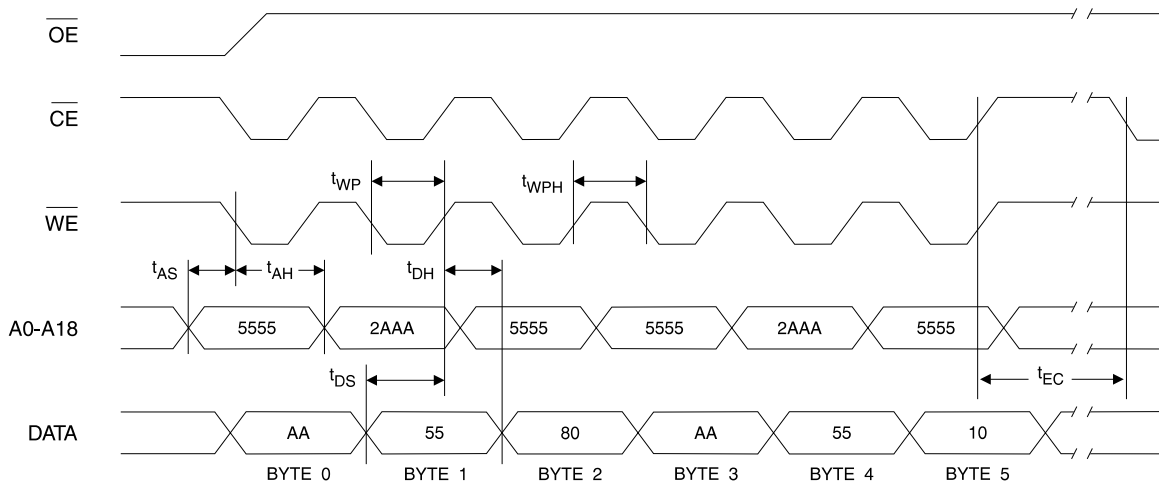 OE
CE
tWP
tWPH
WE
tAS
tAH
tDH
A0-A18
5555
2AAA
5555
5555
2AAA
5555
tDS
tEC
DATA
AA
55
80
AA
55
10
BYTE 0
BYTE 1
BYTE 2
BYTE 3
BYTE 4
BYTE 5